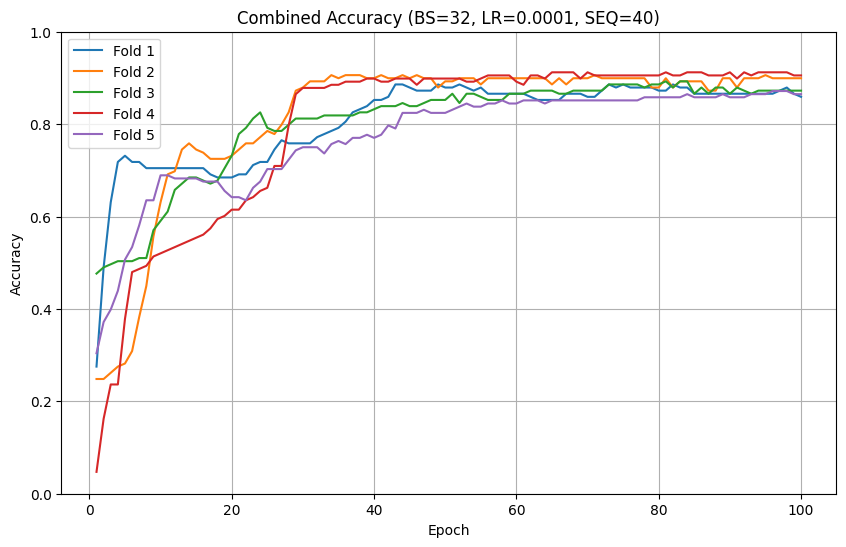 Combined Accuracy (BS=32, LR=0.0001, SEQ=40)
Fold 1
Fold 2
Fold 3
Fold 4
Fold 5
Accuracy
1.0
0.8
0.6
0.4
0.2
0.0
0 20 40 60 80 100
Epoch